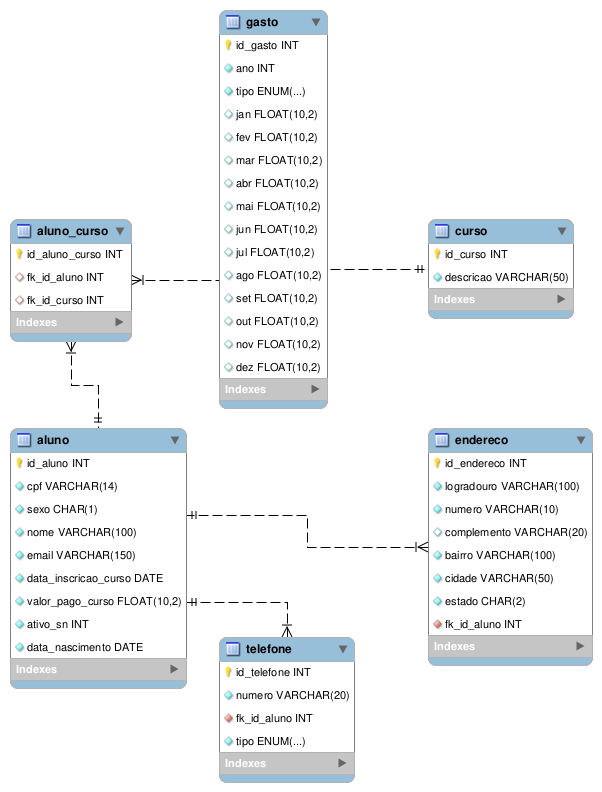 gasto
id_gasto INT
ano INT
tipo ENUM(...)
jan FLOAT(10,2)
fev FLOAT(10,2)
mar FLOAT(10,2)
abr FLOAT(10,2)
mai FLOAT(10,2)
jun FLOAT(10,2)
jul FLOAT(10,2)
ago FLOAT(10,2)
set FLOAT(10,2)
out FLOAT(10,2)
nov FLOAT(10,2)
dez FLOAT(10,2)
Indexes
aluno_curso
id_aluno_curso INT
fk_id_aluno INT
fk_id_curso INT
Indexes
curso
id_curso INT
descricao VARCHAR(50)
Indexes
aluno
id_aluno INT
cpf VARCHAR(14)
sexo CHAR(1)
nome VARCHAR(100)
email VARCHAR(150)
data_inscricao_curso DATE
valor_pago_curso FLOAT(10,2)
ativo_sn INT
data_nascimento DATE
Indexes
endereco
id_endereco INT
logradouro VARCHAR(100)
numero VARCHAR(10)
complemento VARCHAR(20)
bairro VARCHAR(100)
cidade VARCHAR(50)
estado CHAR(2)
fk_id_aluno INT
Indexes
telefone
id_telefone INT
numero VARCHAR(20)
fk_id_aluno INT
tipo ENUM(...)
Indexes